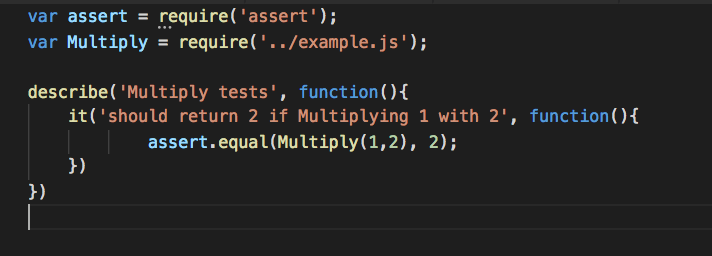 var assert = require('assert');
var Multiply = require('../example.js');
describe('Multiply tests', function(){
it('should return 2 if Multiplying 1 with 2', function(){
assert.equal(Multiply(1,2), 2);
})
})